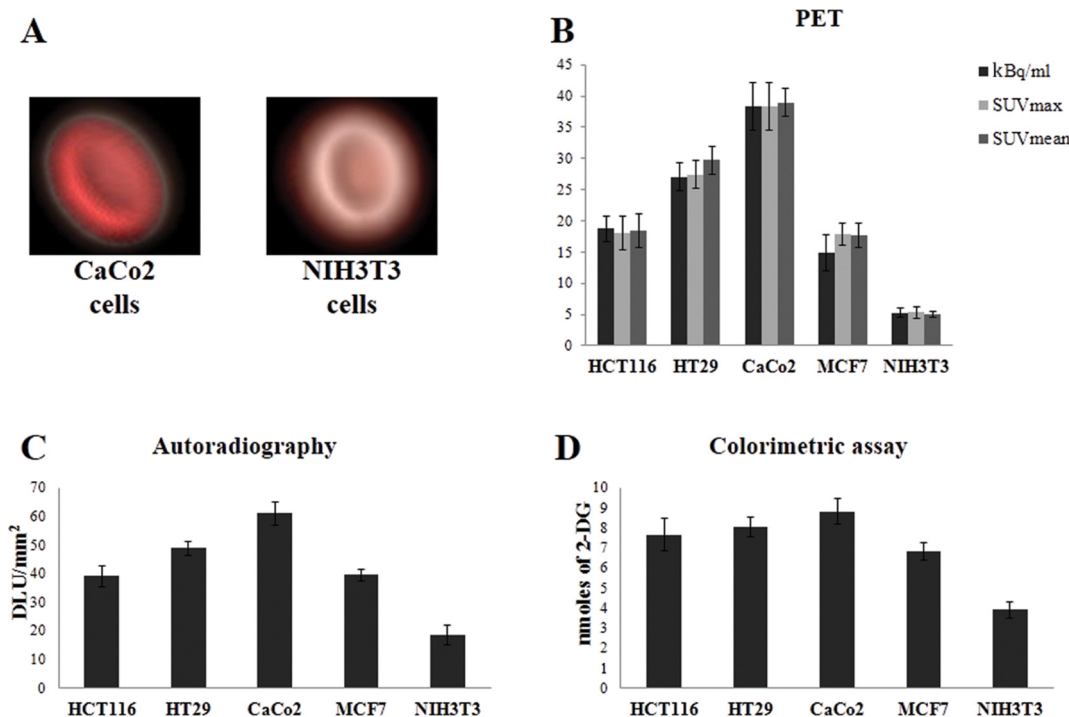 A
CaCo2
cells
NIH3T3
cells
B
PET
45
40
35
30
25
20
15
10
5
0
HCT116 HT29 CaCo2 MCF7 NIH3T3
kBq/ml
SUVmax
SUVmean
C
Autoradiography
DLU/mm²
70
60
50
40
30
20
10
0
HCT116 HT29 CaCo2 MCF7 NIH3T3
D
Colorimetric assay
nmoles of 2-DG
10
9
8
7
6
5
4
3
2
1
0
HCT116 HT29 CaCo2 MCF7 NIH3T3